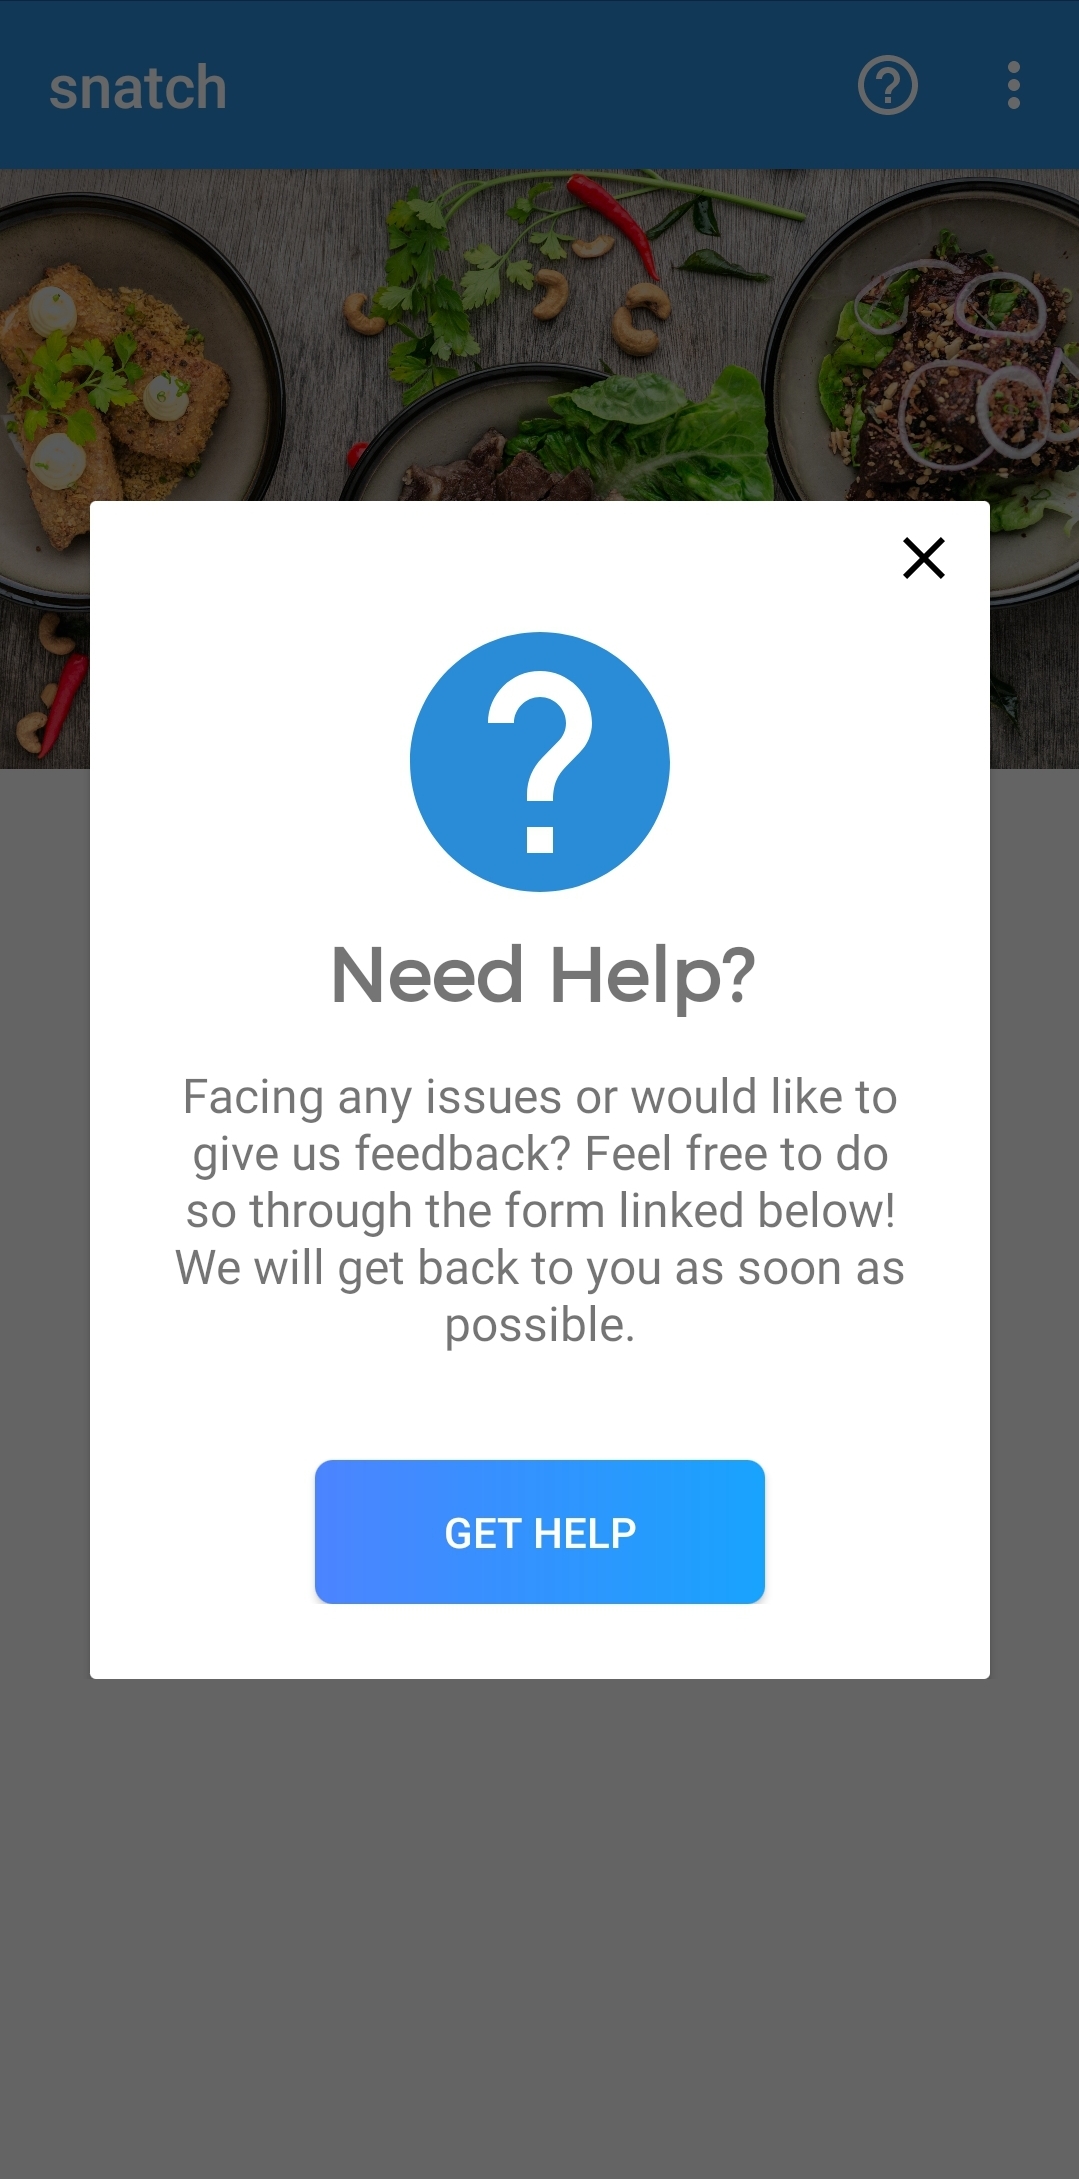 snatch
Need Help?
Facing any issues or would like to
give us feedback? Feel free to do
so through the form linked below!
We will get back to you as soon as
possible.
GET HELP